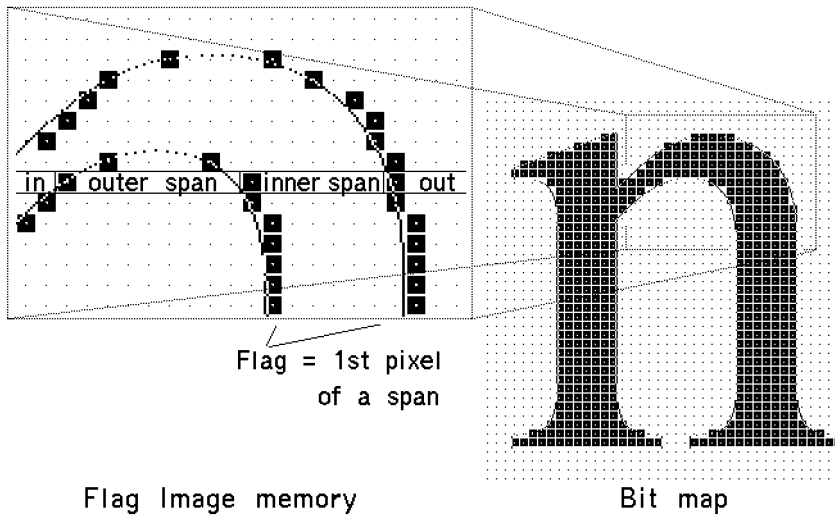 in outer span inner span out
Flag = 1st pixel
of a span
n
Flag Image memory
Bit map